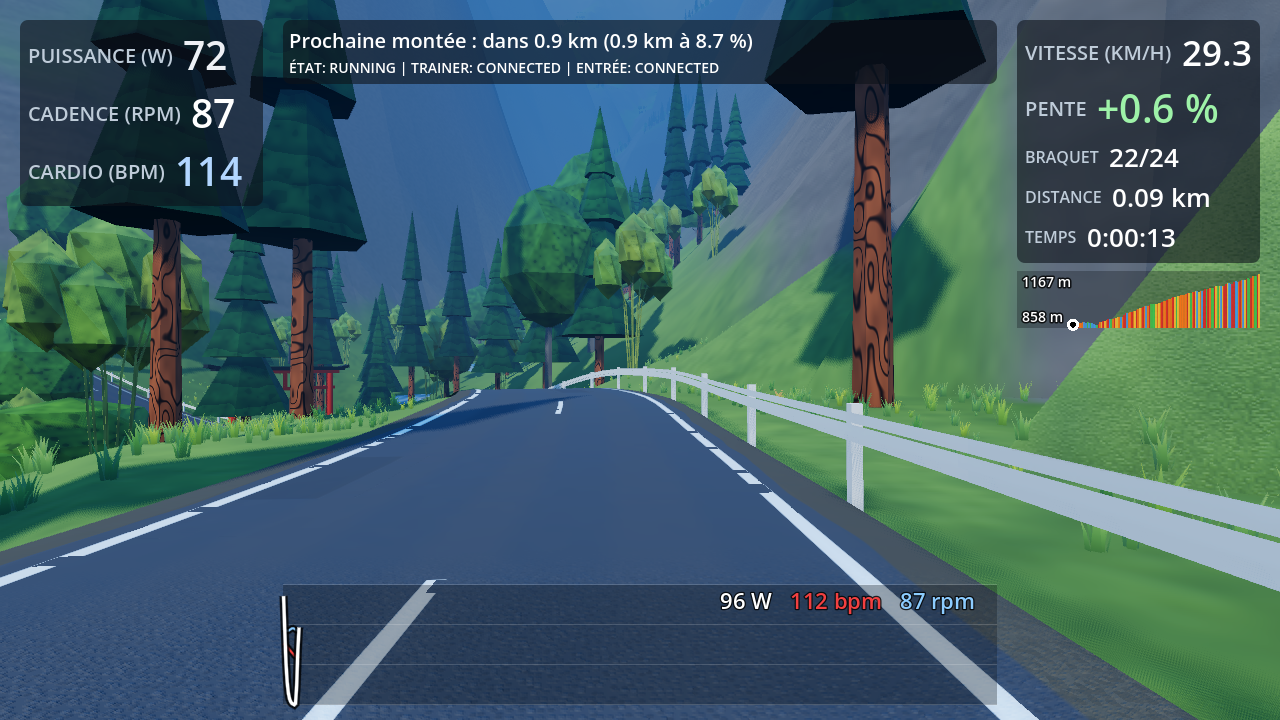 PUISSANCE (W) 72
CADENCE (RPM) 87
CARDIO (BPM) 114
Prochaine montée : dans 0.9 km (0.9 km à 8.7 %)
ÉTAT: RUNNING | TRAINER: CONNECTED | ENTRÉE: CONNECTED
VITESSE (KM/H) 29.3
PENTE +0.6 %
BRAQUET 22/24
DISTANCE 0.09 km
TEMPS 0:00:13
1167 m
858 m
96 W 112 bpm 87 rpm